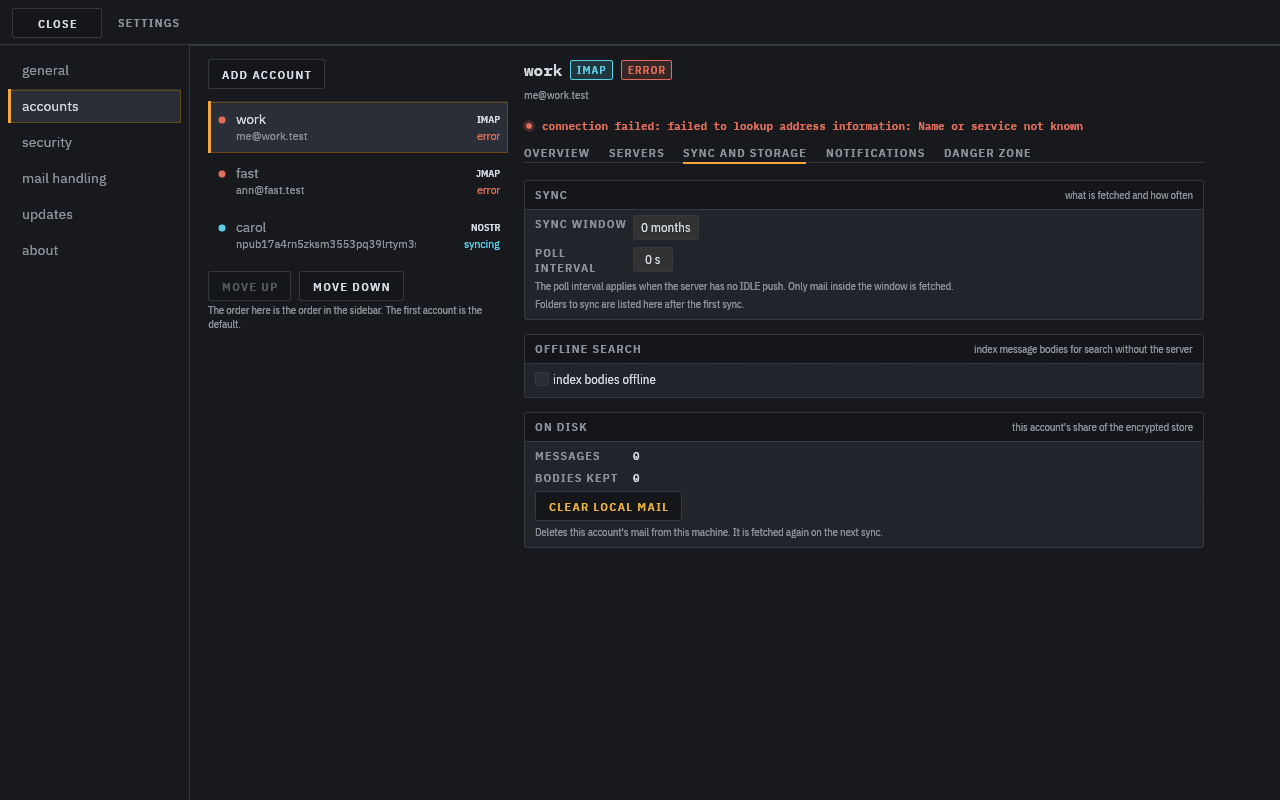 CLOSE SETTINGS
general
accounts
security
mail handling
updates
about
ADD ACCOUNT
work IMAP
me@work.test error
fast JMAP
ann@fast.test error
carol NOSTR
npub17a4rn5zksm3553pq39lrtym3s syncing
MOVE UP MOVE DOWN
The order here is the order in the sidebar. The first account is the
default.
work IMAP ERROR
me@work.test
connection failed: failed to lookup address information: Name or service not known
OVERVIEW SERVERS SYNC AND STORAGE NOTIFICATIONS DANGER ZONE
SYNC what is fetched and how often
SYNC WINDOW 0 months
POLL
INTERVAL 0 s
The poll interval applies when the server has no IDLE push. Only mail inside the window is fetched.
Folders to sync are listed here after the first sync.
OFFLINE SEARCH index message bodies for search without the server
index bodies offline
ON DISK this account's share of the encrypted store
MESSAGES 0
BODIES KEPT 0
CLEAR LOCAL MAIL
Deletes this account's mail from this machine. It is fetched again on the next sync.